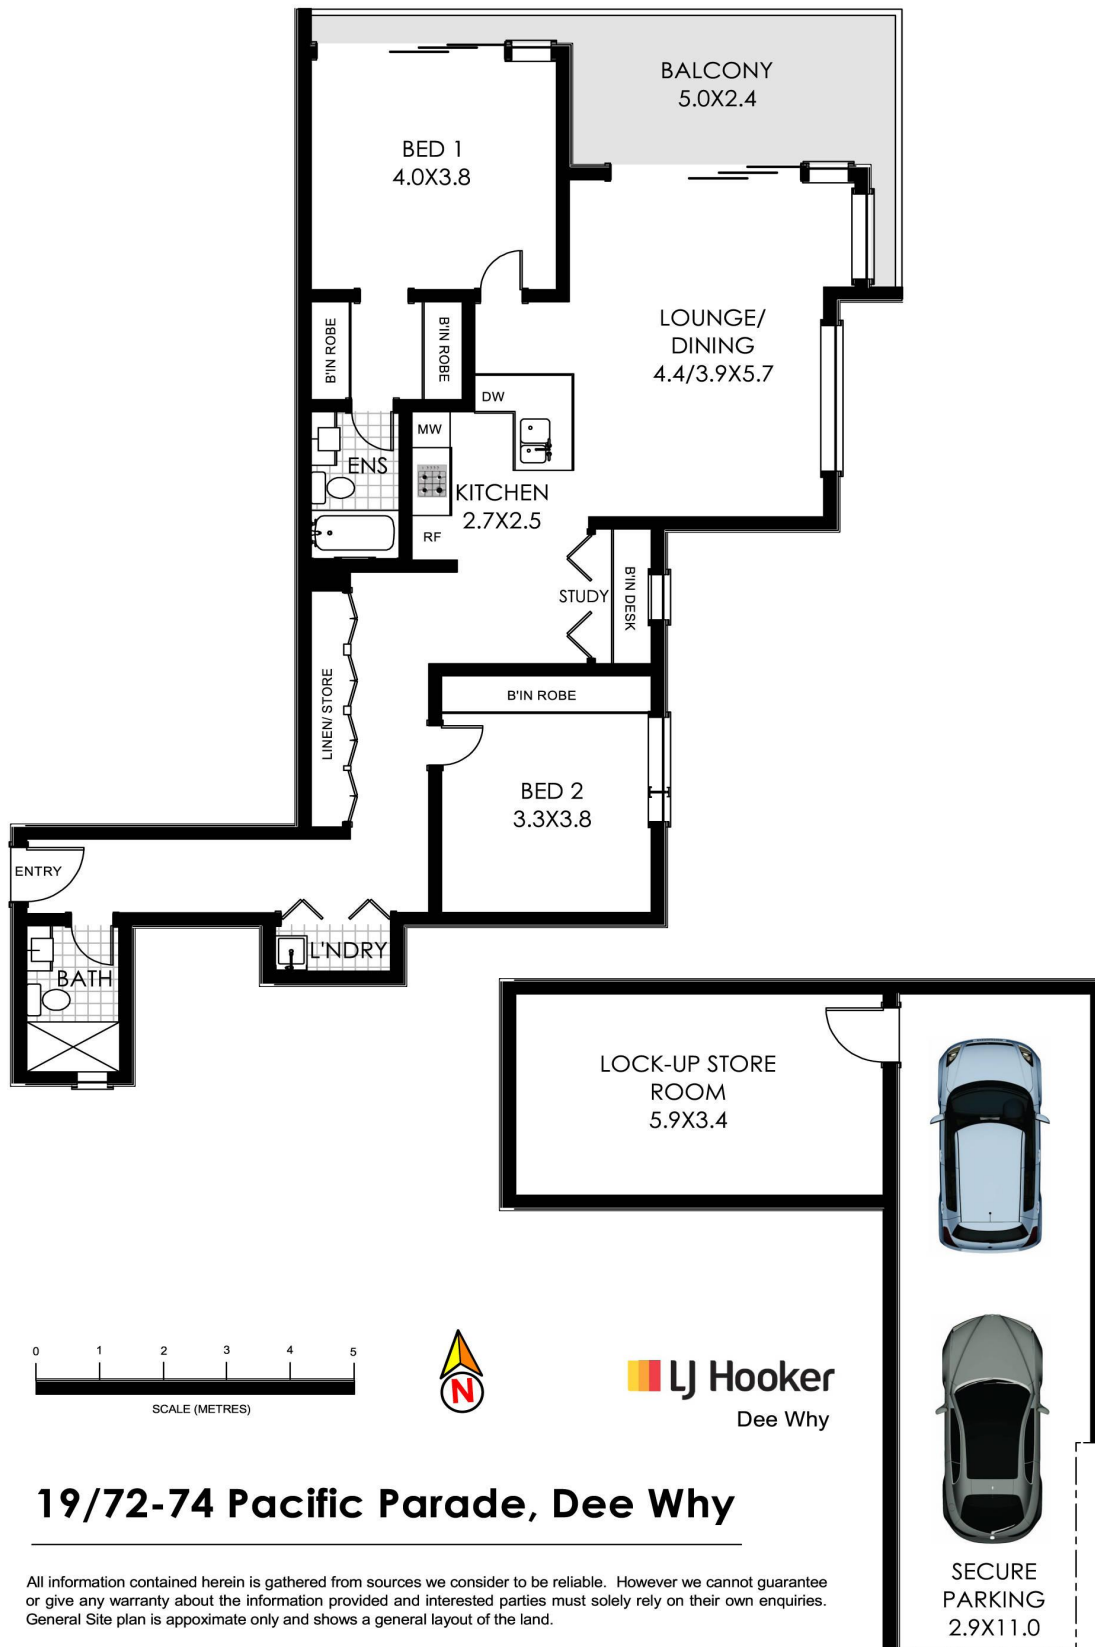 BALCONY
5.0X2.4
BED 1
4.0X3.8
B'IN ROBE
B'IN ROBE
LOUNGE/
DINING
4.4/3.9X5.7
DW
MW
ENS
KITCHEN
2.7X2.5
RF
STUDY
B'IN DESK
LINEN/ STORE
B'IN ROBE
BED 2
3.3X3.8
ENTRY
L'NDRY
BATH
LOCK-UP STORE
ROOM
5.9X3.4
0 1 2 3 4 5
SCALE (METRES)
N
LJ Hooker
Dee Why
19/72-74 Pacific Parade, Dee Why
SECURE
PARKING
2.9X11.0
All information contained herein is gathered from sources we consider to be reliable. However we cannot guarantee
or give any warranty about the information provided and interested parties must solely rely on their own enquiries.
General Site plan is appoximate only and shows a general layout of the land.